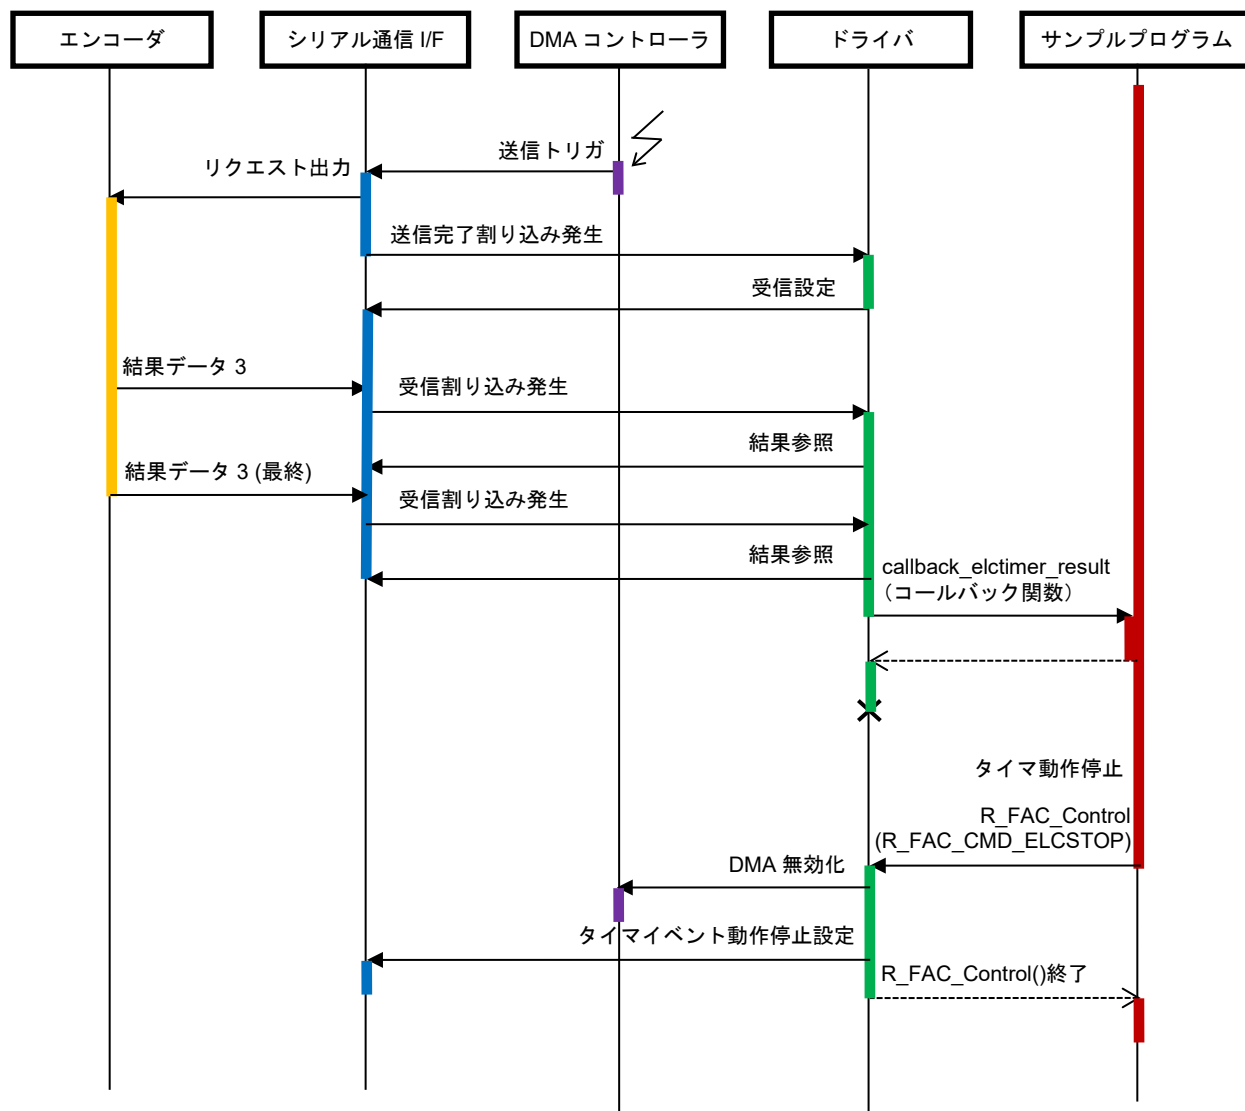 エンコーダ
シリアル通信 I/F
DMA コントローラ
ドライバ
サンプルプログラム
送信トリガ
リクエスト出力
送信完了割り込み発生
受信設定
結果データ 3
受信割り込み発生
結果参照
結果データ 3 (最終)
受信割り込み発生
結果参照
callback_elctimer_result
（コールバック関数）
タイマ動作停止
R_FAC_Control
(R_FAC_CMD_ELCSTOP)
DMA 無効化
タイマイベント動作停止設定
R_FAC_Control()終了